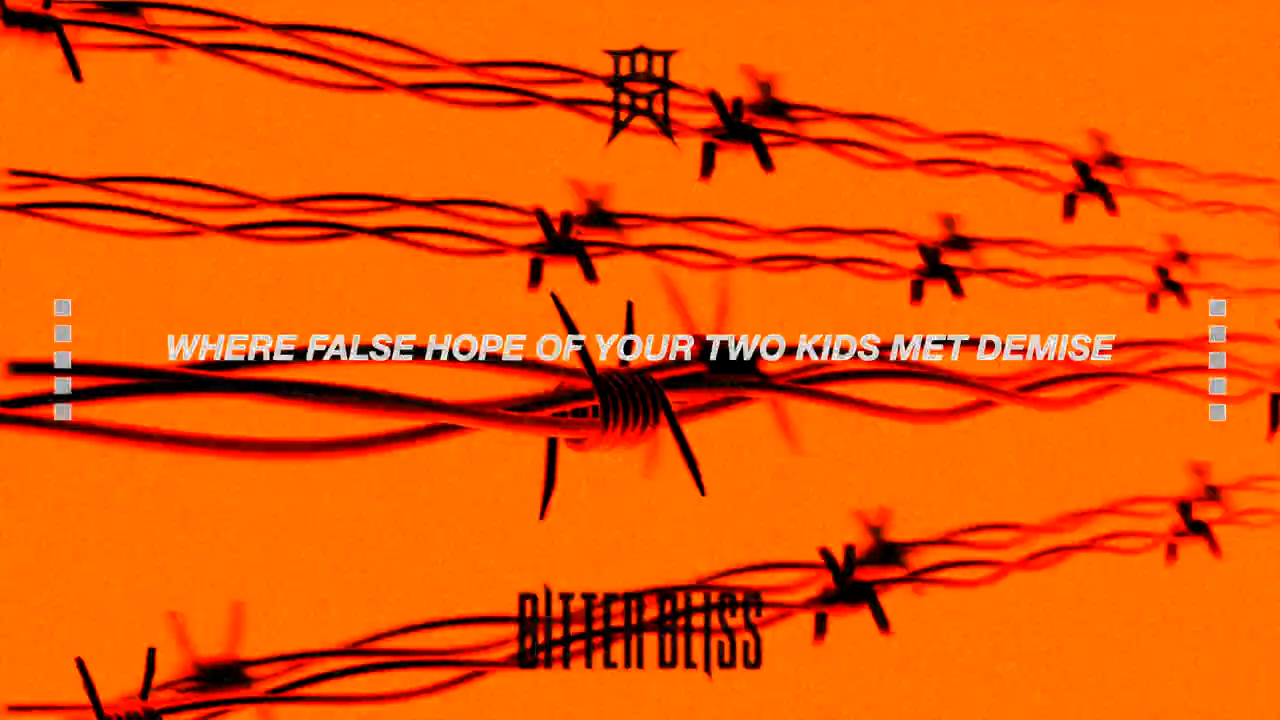 WHERE FALSE HOPE OF YOUR TWO KIDS MET DEMISE
BITTER BLISS